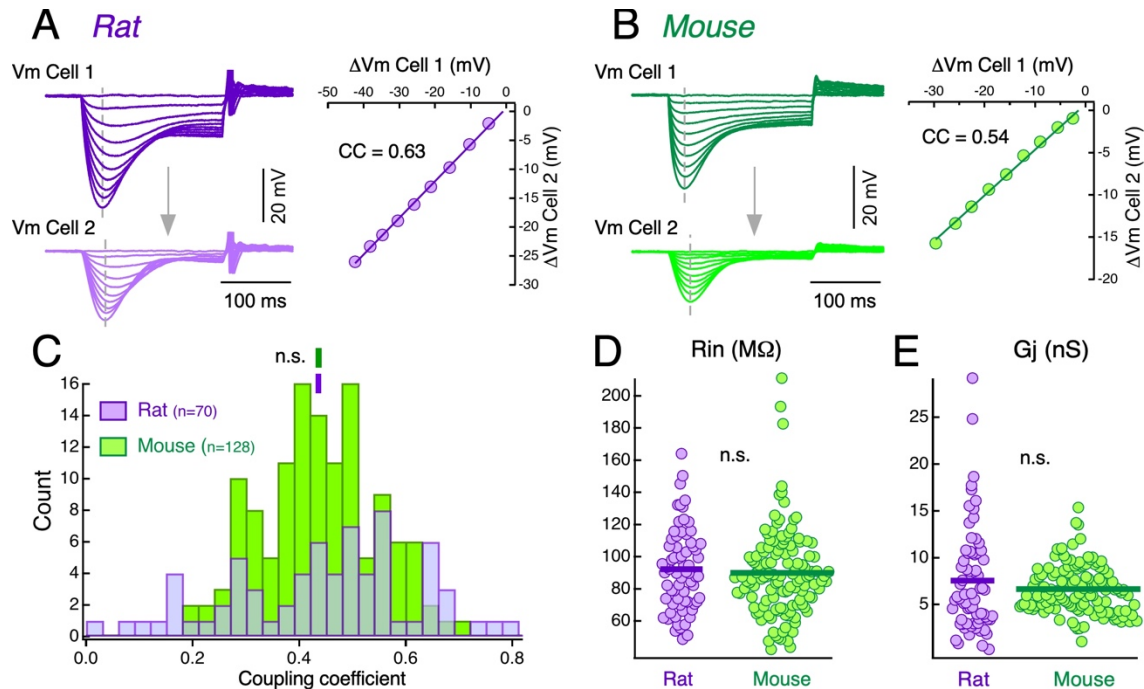 A Rat
Vm Cell 1
Vm Cell 2
20 mV
100 ms
ΔVm Cell 1 (mV)
-50 -40 -30 -20 -10 0
CC = 0.63
0
-5
-10
-15
-20
-25
-30
ΔVm Cell 2 (mV)
B Mouse
Vm Cell 1
Vm Cell 2
20 mV
100 ms
ΔVm Cell 1 (mV)
-40 -30 -20 -10 0
CC = 0.54
0
-5
-10
-15
-20
ΔVm Cell 2 (mV)
C
n.s.
Rat (n=70)
Mouse (n=128)
Count
16
14
12
10
8
6
4
2
0
0.0 0.2 0.4 0.6 0.8
Coupling coefficient
D Rin (MΩ)
n.s.
200
180
160
140
120
100
80
60
Rat Mouse
E Gj (nS)
n.s.
25
20
15
10
5
Rat Mouse